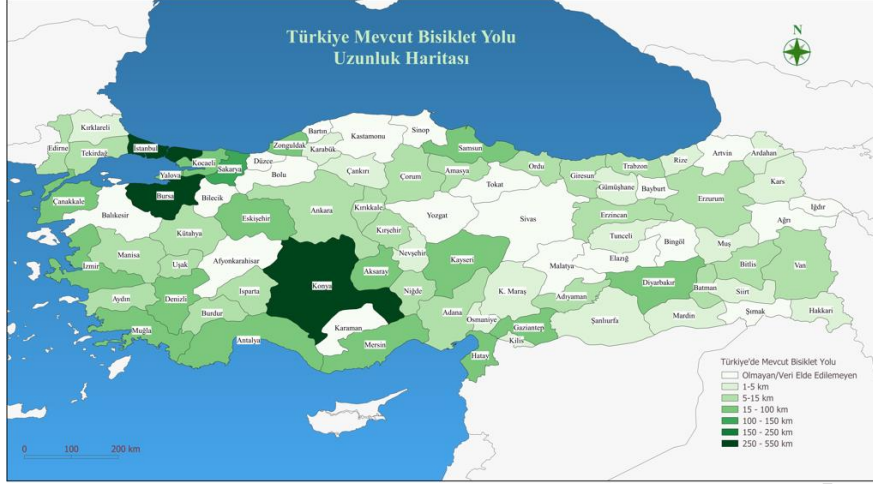 Türkiye Mevcut Bisiklet Yolu
Uzunluk Haritası
N
Kırklareli
Edirne
Tekirdağ
İstanbul
Kocaeli
Yalova
Sakarya
Düzce
Zonguldak
Bartın
Karabük
Kastamonu
Sinop
Samsun
Bolu
Çankırı
Çorum
Amasya
Ordu
Giresun
Trabzon
Rize
Artvin
Ardahan
Kars
Gümüşhane
Bayburt
Tokat
Çanakkale
Bursa
Bilecik
Balıkesir
Eskişehir
Ankara
Kırıkkale
Yozgat
Sivas
Erzincan
Erzurum
Iğdır
Ağrı
Kütahya
Kırşehir
Tunceli
Bingöl
Muş
Manisa
Uşak
Afyonkarahisar
Nevşehir
Kayseri
Malatya
Elazığ
Bitlis
Van
İzmir
Konya
Aksaray
Diyarbakır
Batman
Siirt
Aydın
Denizli
Isparta
Niğde
K. Maraş
Adıyaman
Burdur
Adana
Osmaniye
Gaziantep
Şanlıurfa
Mardin
Şırnak
Hakkari
Muğla
Antalya
Karaman
Mersin
Hatay
Kilis
Türkiye'de Mevcut Bisiklet Yolu
Olmayan/Veri Elde Edilemeyen
1-5 km
5-15 km
15 - 100 km
100 - 150 km
150 - 250 km
250 - 550 km
0 100 200 km